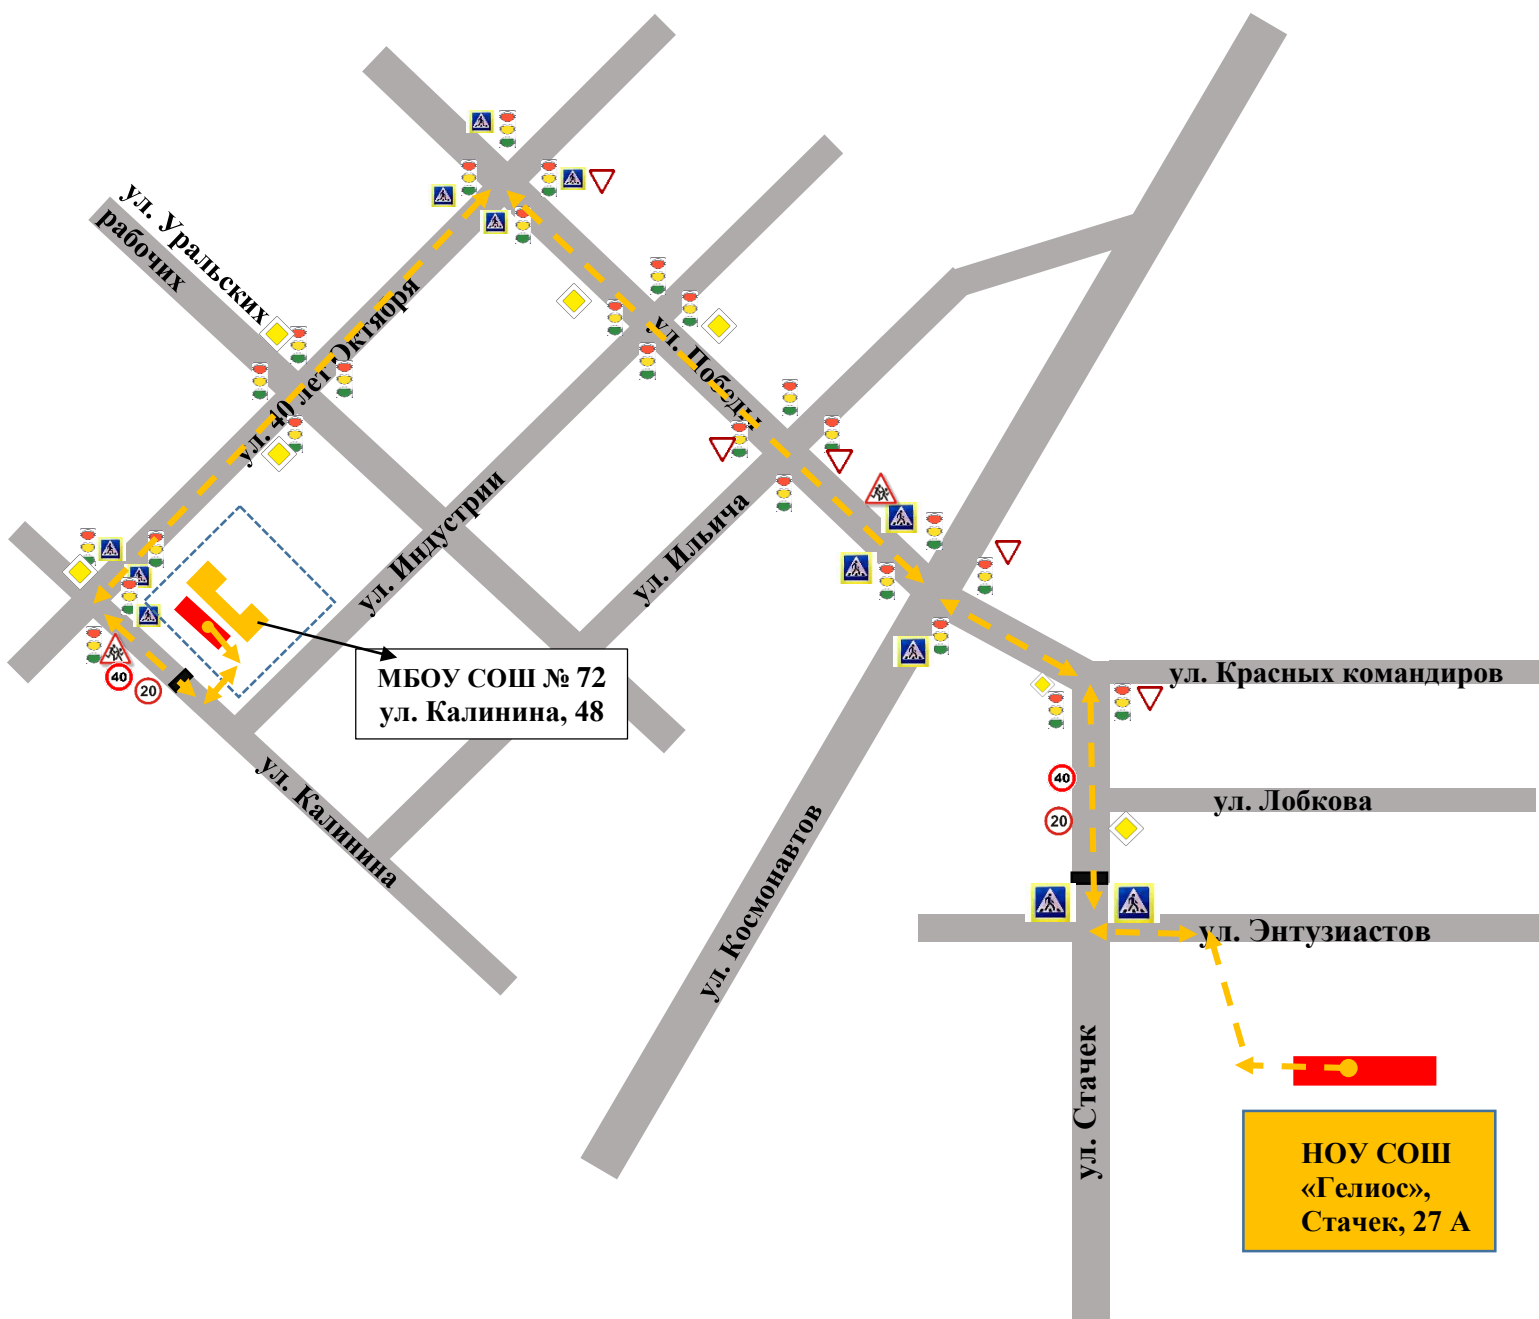 ул. Уральских
рабочих
ул. 40 лет Октября
ул. Победы
ул. Индустрии
ул. Ильича
МБОУ СОШ № 72
ул. Калинина, 48
40
20
ул. Калинина
ул. Космонавтов
ул. Красных командиров
40
ул. Лобкова
20
ул. Энтузиастов
ул. Стачек
НОУ СОШ
«Гелиос»,
Стачек, 27 А